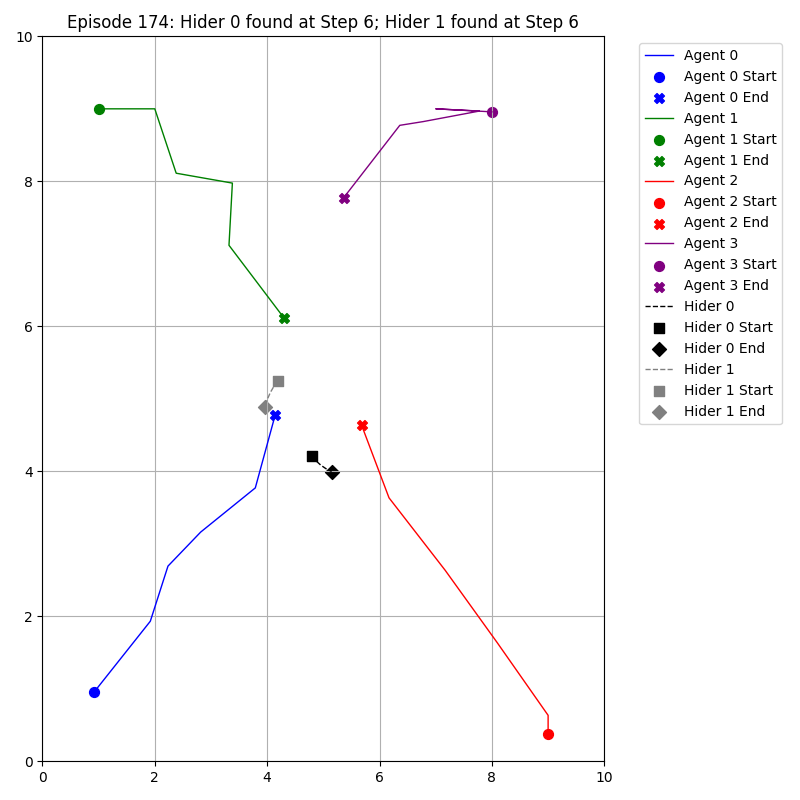 Episode 174: Hider 0 found at Step 6; Hider 1 found at Step 6
10
8
6
4
2
0
0 2 4 6 8 10
Agent 0
Agent 0 Start
Agent 0 End
Agent 1
Agent 1 Start
Agent 1 End
Agent 2
Agent 2 Start
Agent 2 End
Agent 3
Agent 3 Start
Agent 3 End
Hider 0
Hider 0 Start
Hider 0 End
Hider 1
Hider 1 Start
Hider 1 End